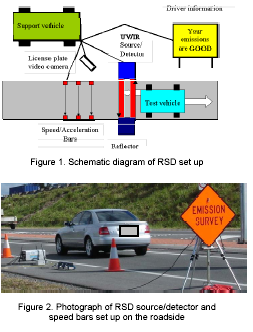 Driver information
Support vehicle
UV/IR
Source/
Detector
Your
emissions
are GOOD
License plate
video camera
Test vehicle
Speed/Acceleration
Bars
Reflector
Figure 1. Schematic diagram of RSD set up
EMISSION
SURVEY
Figure 2. Photograph of RSD source/detector and
speed bars set up on the roadside